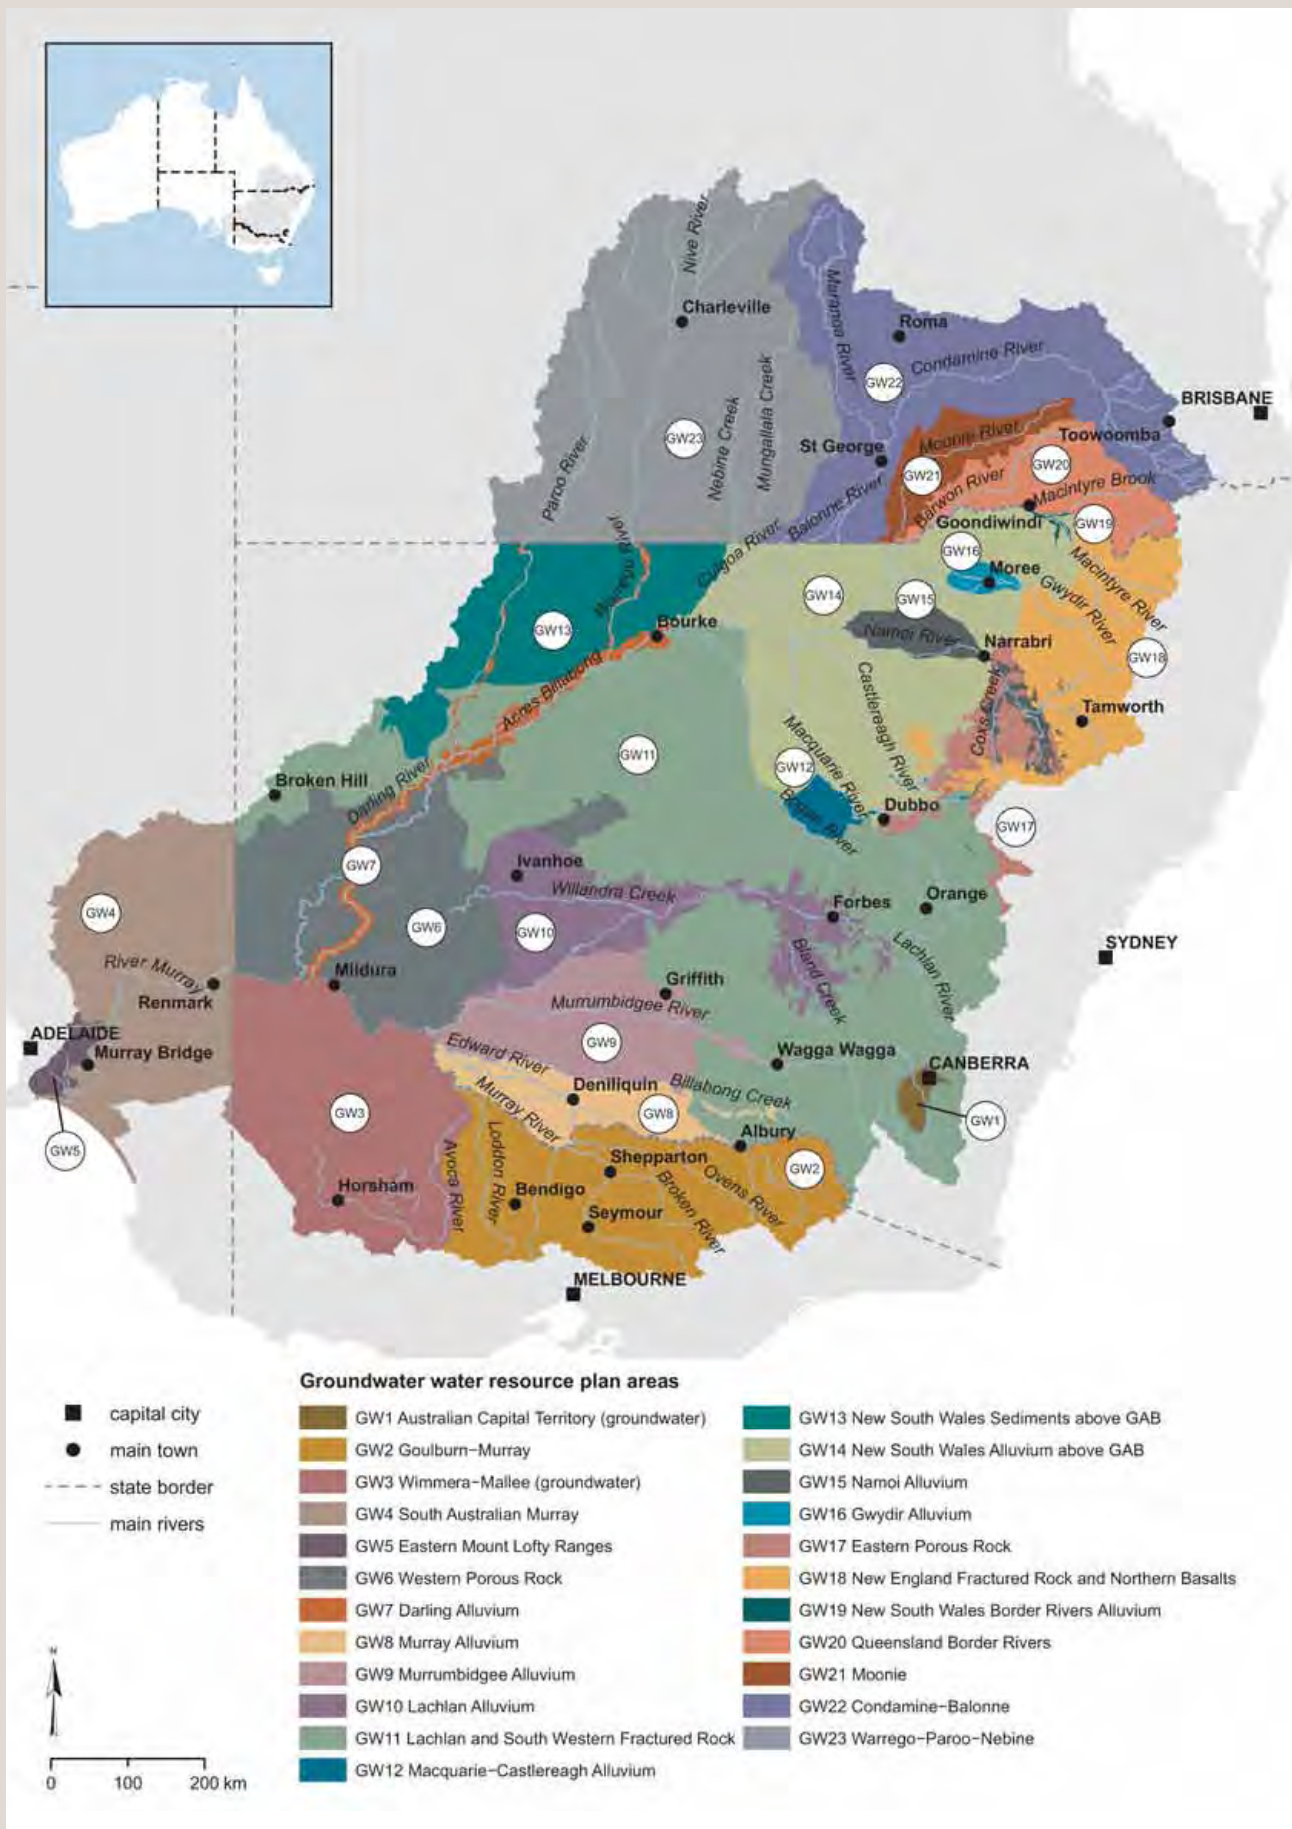 Nive River
Charleville
Maranoa River
Roma
Condamine River
GW22
BRISBANE
GW23
Paroo River
Nebine Creek
Mungallala Creek
St George
Moonie River
Toowoomba
GW21
GW20
Barwon River
Macintyre Brook
Balonne River
Goondiwindi
GW19
Culgoa River
GW16
Moree
Macintyre River
Gwydir River
GW14
GW15
GW13
Bourke
Namoi River
Narrabri
GW18
Acres Billabong
Castlereagh River
Coxs Creek
Tamworth
GW11
Macquarie River
GW12
Broken Hill
Darling River
Bogan River
Dubbo
GW17
GW7
Ivanhoe
Willandra Creek
Forbes
Orange
GW4
GW6
GW10
Bland Creek
Lachlan River
SYDNEY
River Murray
Renmark
Mildura
Griffith
Murrumbidgee River
ADELAIDE
Murray Bridge
GW9
Edward River
Wagga Wagga
CANBERRA
Deniliquin
Billabong Creek
GW3
Murray River
GW8
GW1
GW5
Albury
Avoca River
Loddon River
Shepparton
Ovens River
GW2
Horsham
Bendigo
Broken River
Seymour
MELBOURNE
Groundwater water resource plan areas
capital city
main town
state border
main rivers
GW1 Australian Capital Territory (groundwater)
GW2 Goulburn–Murray
GW3 Wimmera–Mallee (groundwater)
GW4 South Australian Murray
GW5 Eastern Mount Lofty Ranges
GW6 Western Porous Rock
GW7 Darling Alluvium
GW8 Murray Alluvium
GW9 Murrumbidgee Alluvium
GW10 Lachlan Alluvium
GW11 Lachlan and South Western Fractured Rock
GW12 Macquarie–Castlereagh Alluvium
GW13 New South Wales Sediments above GAB
GW14 New South Wales Alluvium above GAB
GW15 Namoi Alluvium
GW16 Gwydir Alluvium
GW17 Eastern Porous Rock
GW18 New England Fractured Rock and Northern Basalts
GW19 New South Wales Border Rivers Alluvium
GW20 Queensland Border Rivers
GW21 Moonie
GW22 Condamine–Balonne
GW23 Warrego–Paroo–Nebine
N
0 100 200 km